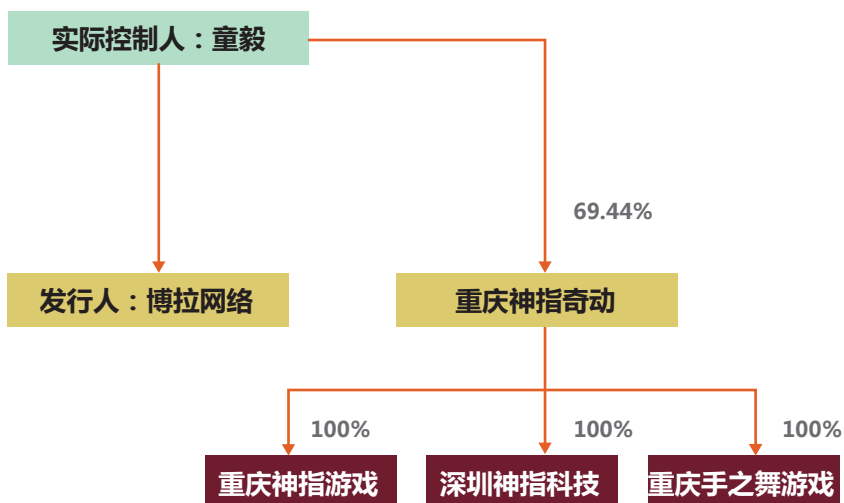 实际控制人：童毅
69.44%
发行人：博拉网络
重庆神指奇动
100%
100%
100%
重庆神指游戏
深圳神指科技
重庆手之舞游戏